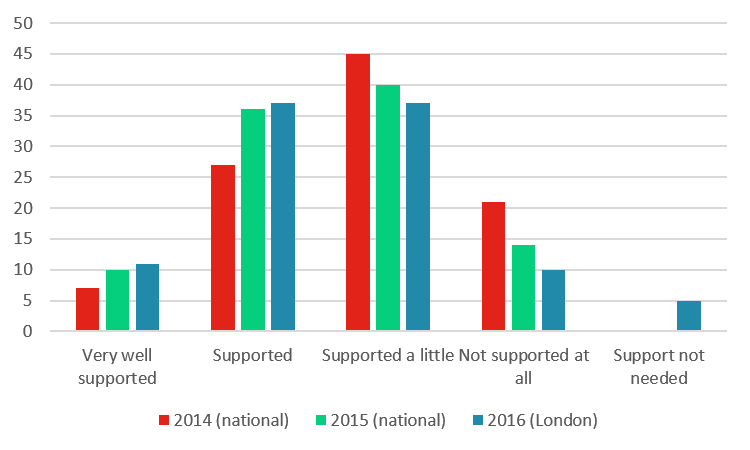 50
45
40
35
30
25
20
15
10
5
0
Very well supported
Supported
Supported a little
Not supported at all
Support not needed
2014 (national)
2015 (national)
2016 (London)